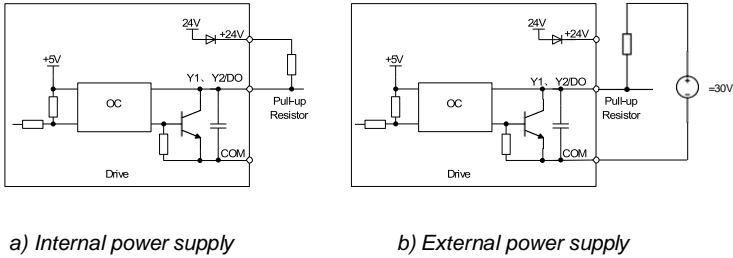 24V
+24V
+5V
OC
Y1、Y2/DO
Pull-up
Resistor
COM
Drive
24V
+24V
+5V
OC
Y1、Y2/DO
Pull-up
Resistor
=30V
COM
Drive
a) Internal power supply
b) External power supply